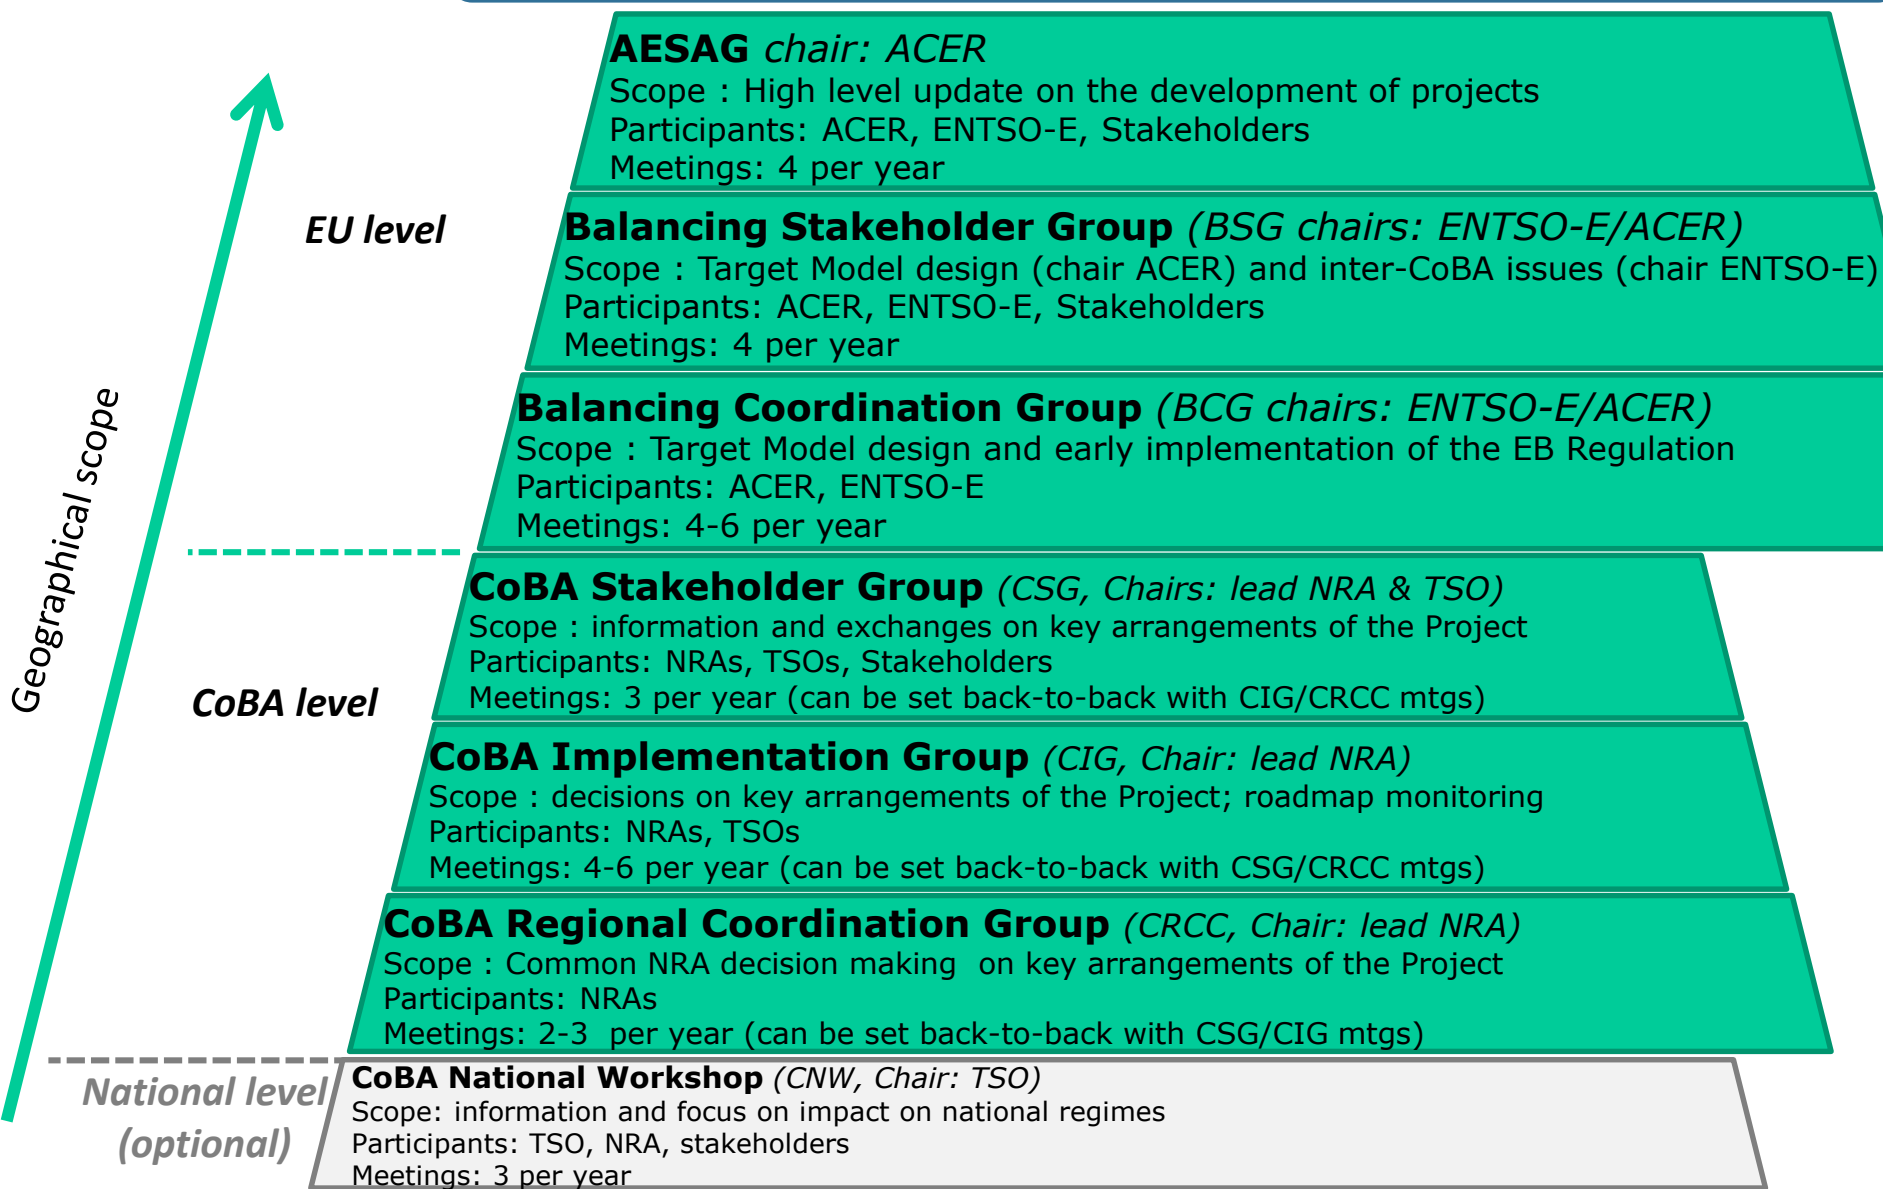 AESAG chair: ACER
Scope : High level update on the development of projects
Participants: ACER, ENTSO-E, Stakeholders
Meetings: 4 per year
EU level
Balancing Stakeholder Group (BSG chairs: ENTSO-E/ACER)
Scope : Target Model design (chair ACER) and inter-CoBA issues (chair ENTSO-E)
Participants: ACER, ENTSO-E, Stakeholders
Meetings: 4 per year
Balancing Coordination Group (BCG chairs: ENTSO-E/ACER)
Scope : Target Model design and early implementation of the EB Regulation
Participants: ACER, ENTSO-E
Meetings: 4-6 per year
Geographical scope
CoBA level
CoBA Stakeholder Group (CSG, Chairs: lead NRA & TSO)
Scope : information and exchanges on key arrangements of the Project
Participants: NRAs, TSOs, Stakeholders
Meetings: 3 per year (can be set back-to-back with CIG/CRCC mtgs)
CoBA Implementation Group (CIG, Chair: lead NRA)
Scope : decisions on key arrangements of the Project; roadmap monitoring
Participants: NRAs, TSOs
Meetings: 4-6 per year (can be set back-to-back with CSG/CRCC mtgs)
CoBA Regional Coordination Group (CRCC, Chair: lead NRA)
Scope : Common NRA decision making  on key arrangements of the Project
Participants: NRAs
Meetings: 2-3  per year (can be set back-to-back with CSG/CIG mtgs)
National level
(optional)
CoBA National Workshop (CNW, Chair: TSO)
Scope: information and focus on impact on national regimes
Participants: TSO, NRA, stakeholders
Meetings: 3 per year